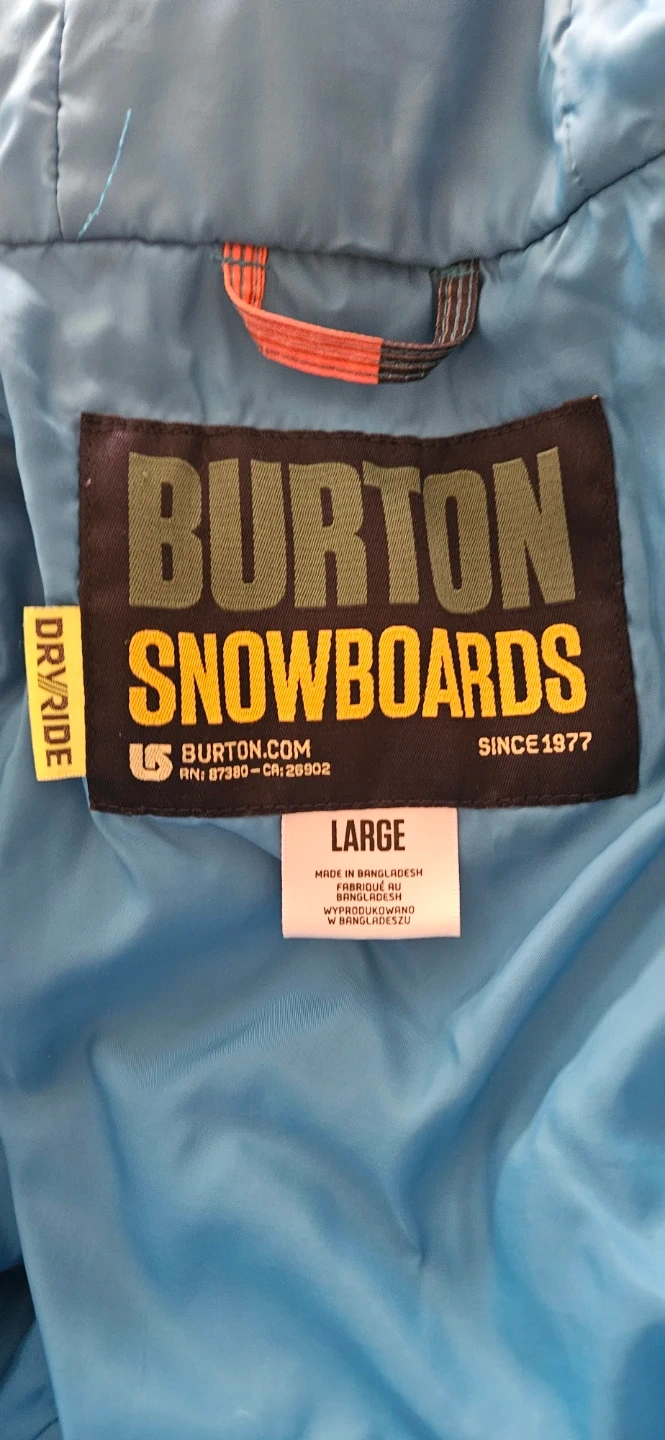 BURTON
SNOWBOARDS
DRY//RIDE
BURTON.COM
SINCE 1977
RN: 87380 - CA: 26902
LARGE
MADE IN BANGLADESH
FABRIQUÉ AU
BANGLADESH
WYPRODUKOWANO
W BANGLADESZU